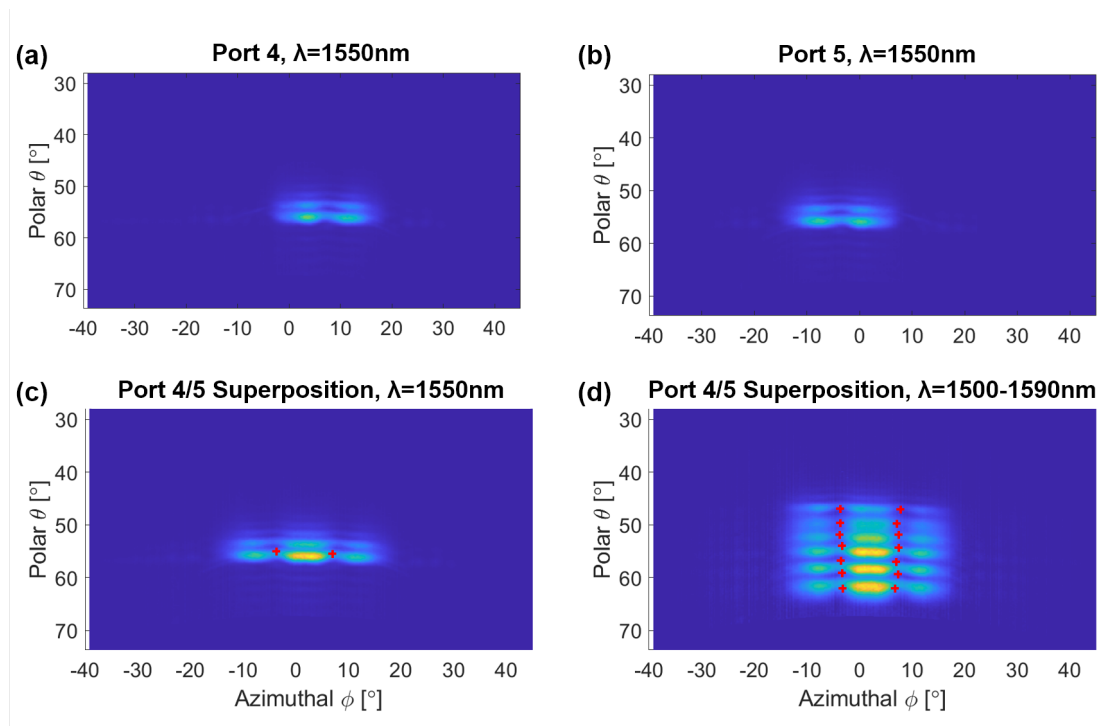 (a)
Port 4, λ=1550nm
30
40
50
60
70
Polar θ [°]
-40 -30 -20 -10 0 10 20 30 40
(b)
Port 5, λ=1550nm
30
40
50
60
70
Polar θ [°]
-40 -30 -20 -10 0 10 20 30 40
(c)
Port 4/5 Superposition, λ=1550nm
30
40
50
60
70
Polar θ [°]
-40 -30 -20 -10 0 10 20 30 40
Azimuthal ϕ [°]
(d)
Port 4/5 Superposition, λ=1500-1590nm
30
40
50
60
70
Polar θ [°]
-40 -30 -20 -10 0 10 20 30 40
Azimuthal ϕ [°]